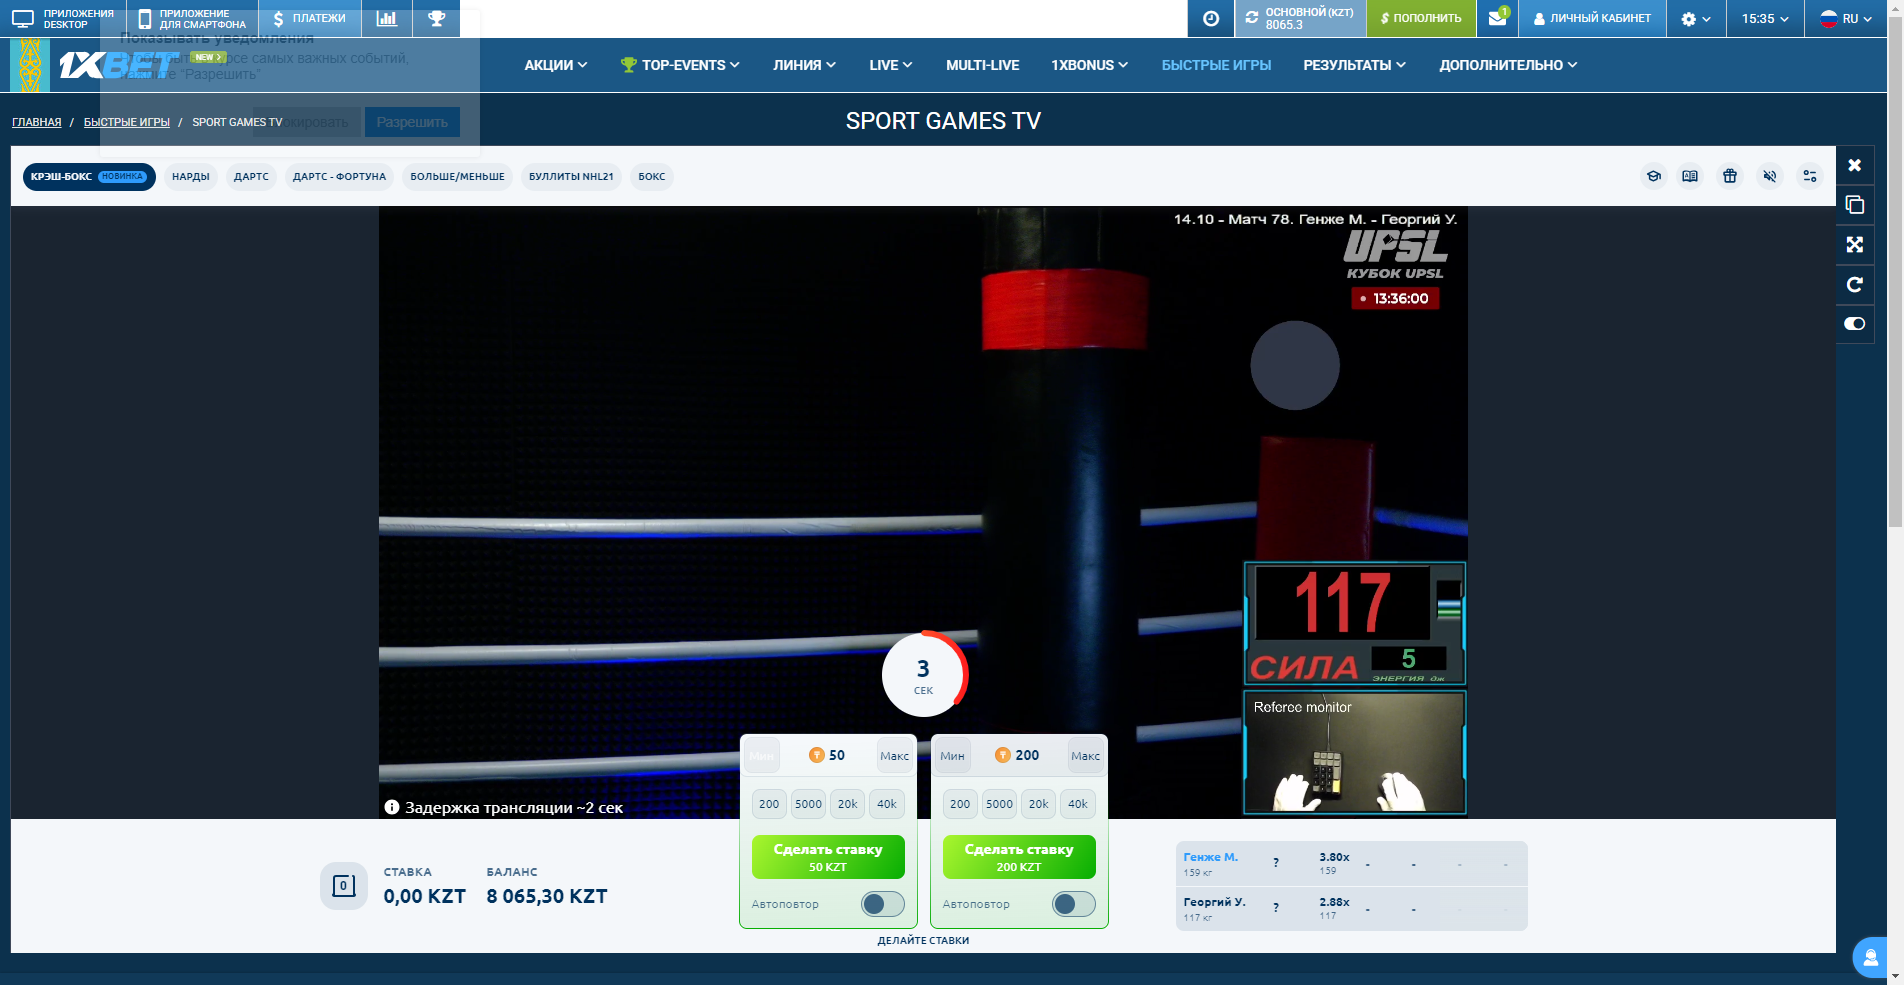 ПРИЛОЖЕНИЯ
DESKTOP
ПРИЛОЖЕНИЕ
ДЛЯ СМАРТФОНА
ПЛАТЕЖИ
ОСНОВНОЙ (KZT)
8065.3
ПОПОЛНИТЬ
1
ЛИЧНЫЙ КАБИНЕТ
15:35
RU
Показывать уведомления
самых важных событий,
"Разрешить"
Разрешить
1XBET
NEW
АКЦИИ
TOP-EVENTS
ЛИНИЯ
LIVE
MULTI-LIVE
1XBONUS
БЫСТРЫЕ ИГРЫ
РЕЗУЛЬТАТЫ
ДОПОЛНИТЕЛЬНО
ГЛАВНАЯ / БЫСТРЫЕ ИГРЫ / SPORT GAMES TV
SPORT GAMES TV
КРЭШ-БОКС НОВИНКА
НАРДЫ
ДАРТС
ДАРТС - ФОРТУНА
БОЛЬШЕ/МЕНЬШЕ
БУЛЛИТЫ NHL21
БОКС
14.10 - Матч 78. Генже М. - Георгий У.
UPSL
КУБОК UPSL
13:36:00
117
СИЛА
5
ЭНЕРГИЯ Дж
Referee monitor
3
СЕК
Задержка трансляции ~2 сек
Мин 50 Макс
200 5000 20k 40k
Сделать ставку
50 KZT
Автоповтор
Мин 200 Макс
200 5000 20k 40k
Сделать ставку
200 KZT
Автоповтор
ДЕЛАЙТЕ СТАВКИ
0
СТАВКА
0,00 KZT
БАЛАНС
8 065,30 KZT
Генже М. ? 3.80x - - - -
159 кг 159
Георгий У. ? 2.88x - - - -
117 кг 117